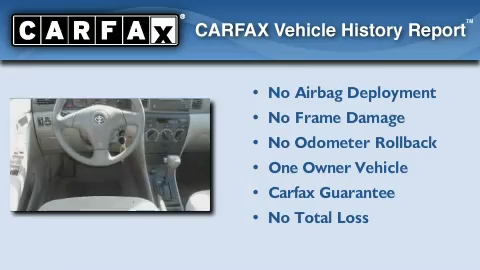 CARFAX® CARFAX Vehicle History Report™
• No Airbag Deployment
• No Frame Damage
• No Odometer Rollback
• One Owner Vehicle
• Carfax Guarantee
• No Total Loss